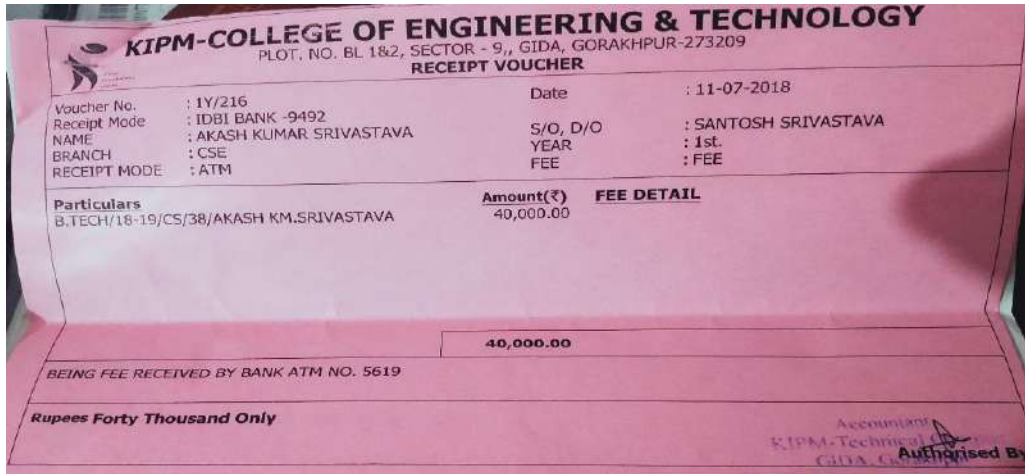 KIPM-COLLEGE OF ENGINEERING & TECHNOLOGY
PLOT. NO. BL 1&2, SECTOR - 9,, GIDA, GORAKHPUR-273209
RECEIPT VOUCHER
Voucher No. : 1Y/216 Date : 11-07-2018
Receipt Mode : IDBI BANK -9492
NAME : AKASH KUMAR SRIVASTAVA S/O, D/O : SANTOSH SRIVASTAVA
BRANCH : CSE YEAR : 1st.
RECEIPT MODE : ATM FEE : FEE
Particulars Amount(₹) FEE DETAIL
B.TECH/18-19/CS/38/AKASH KM.SRIVASTAVA 40,000.00
40,000.00
BEING FEE RECEIVED BY BANK ATM NO. 5619
Rupees Forty Thousand Only
Accountant
KIPM-Technical
GIDA, Authorised By